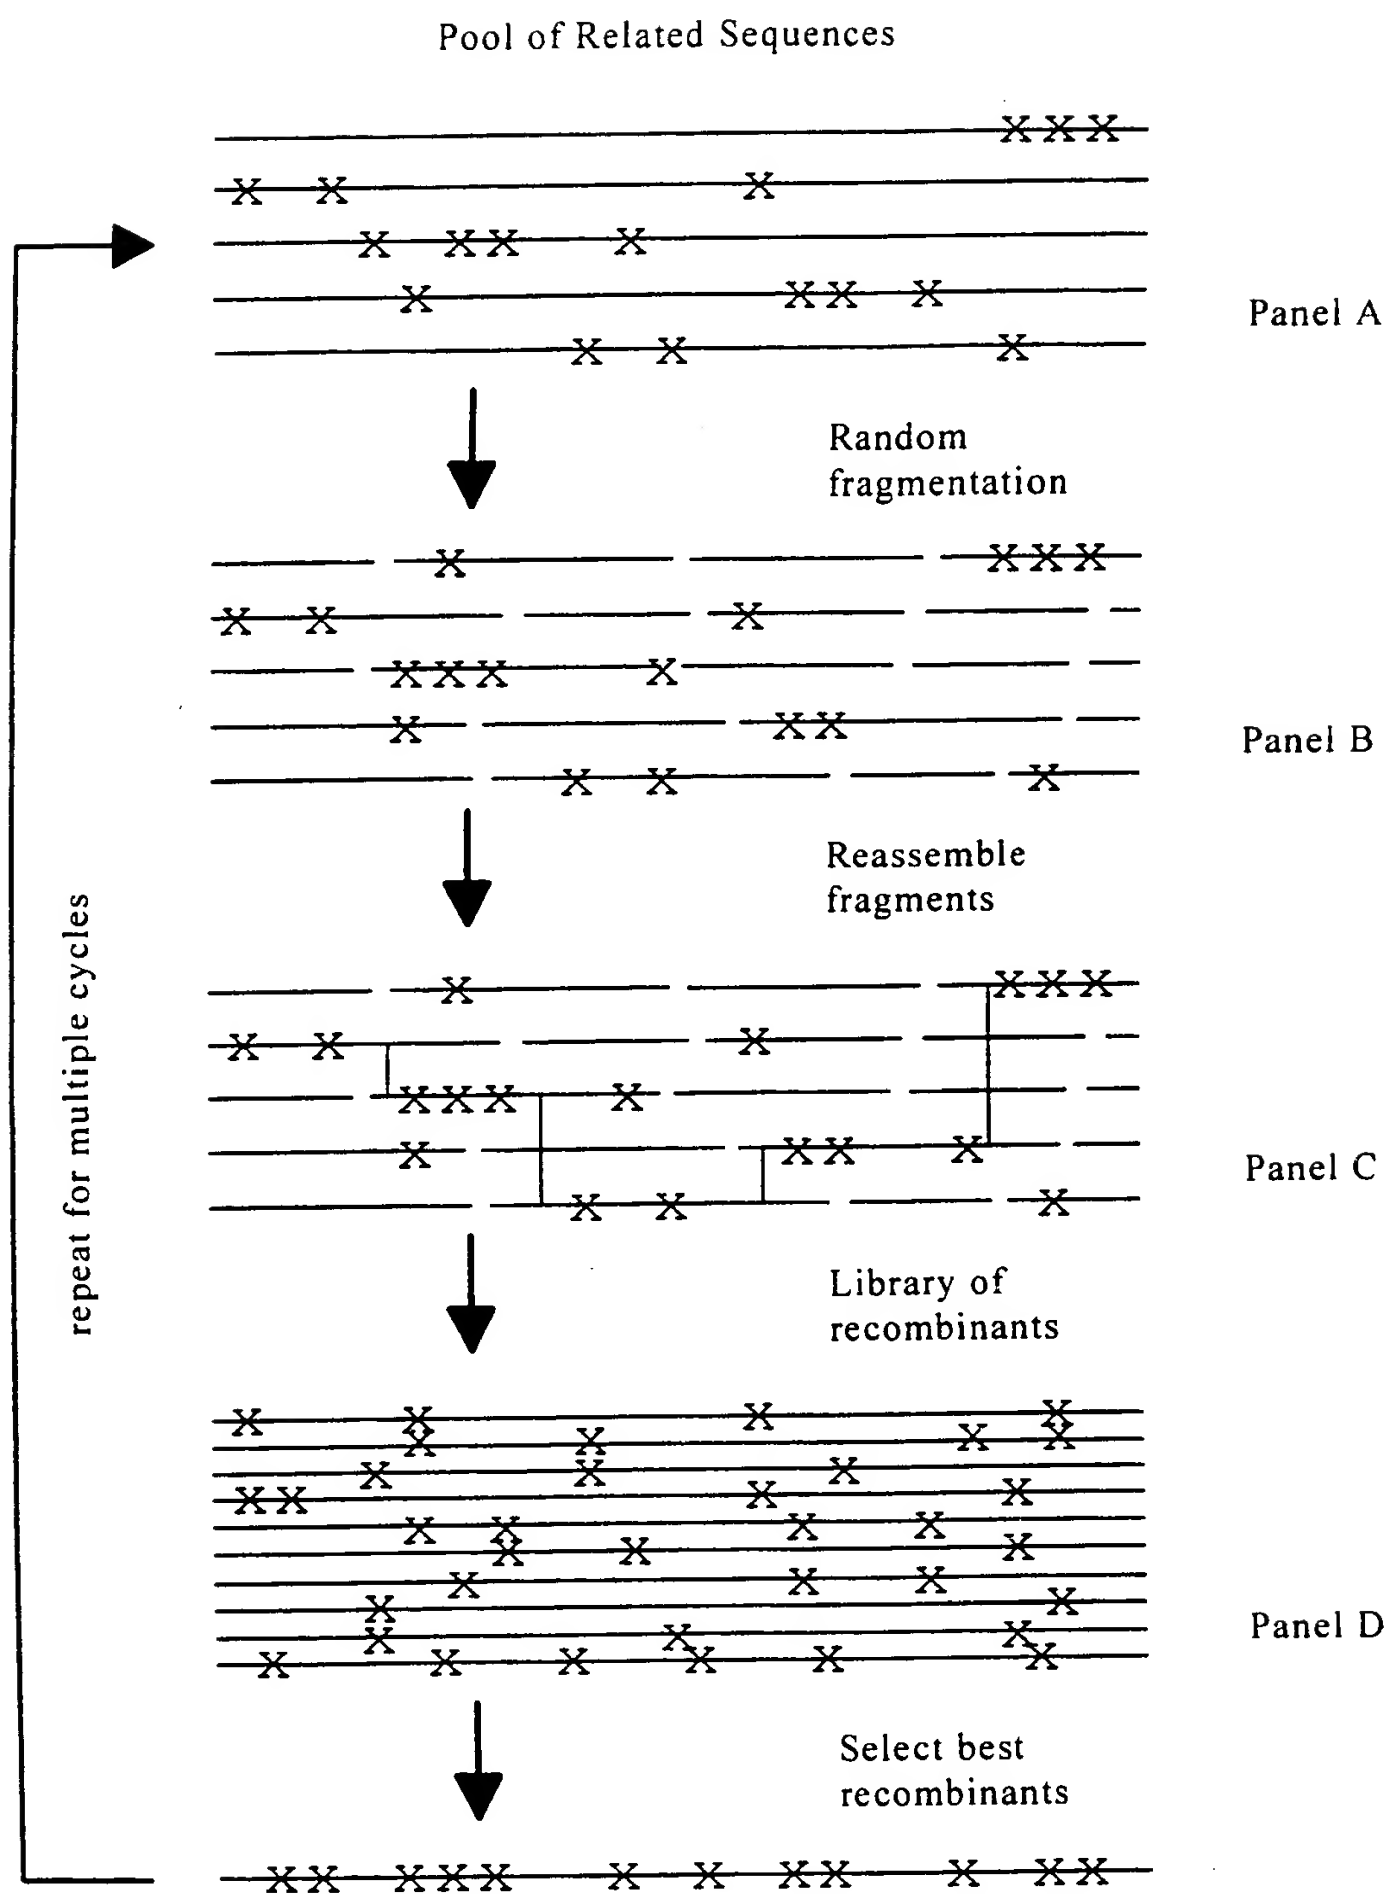 Pool of Related Sequences
Panel A
Random
fragmentation
Panel B
Reassemble
fragments
repeat for multiple cycles
Panel C
Library of
recombinants
Panel D
Select best
recombinants